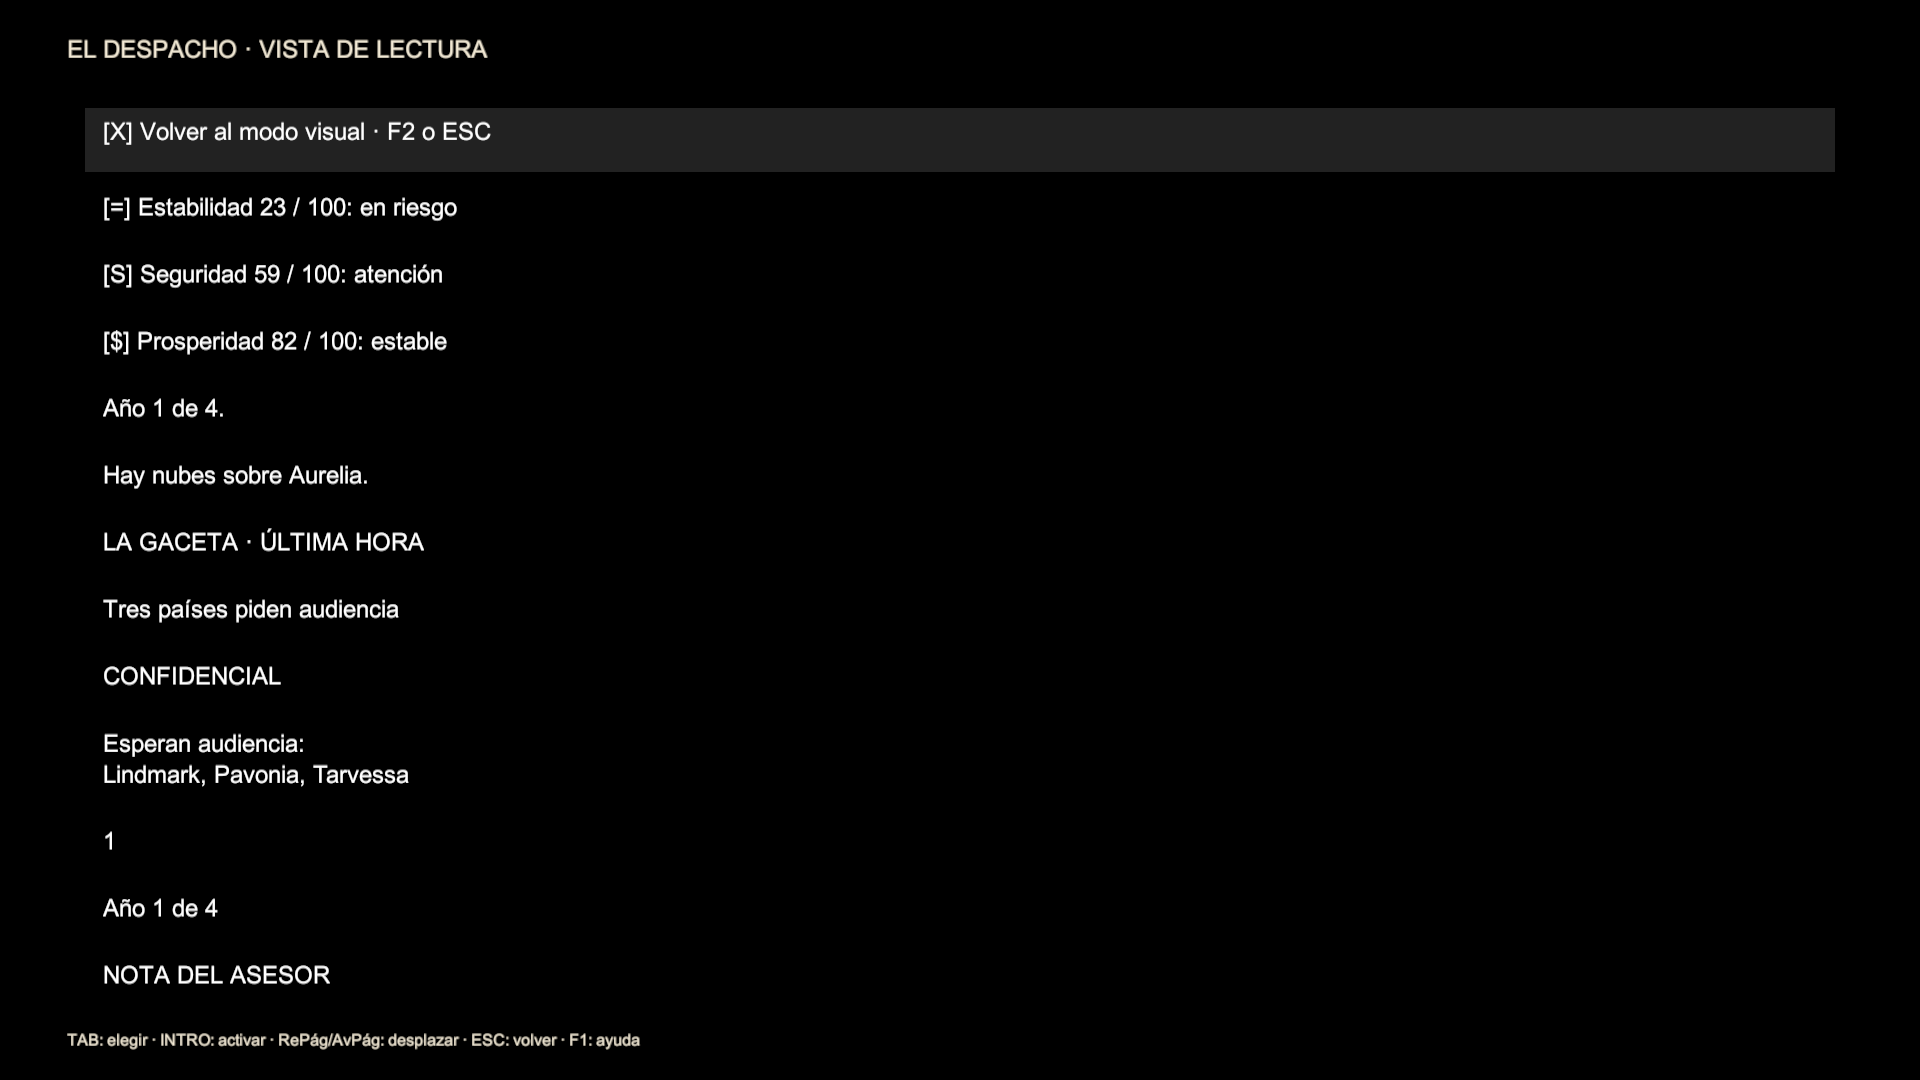 EL DESPACHO · VISTA DE LECTURA
[X] Volver al modo visual · F2 o ESC
[=] Estabilidad 23 / 100: en riesgo
[S] Seguridad 59 / 100: atención
[$] Prosperidad 82 / 100: estable
Año 1 de 4.
Hay nubes sobre Aurelia.
LA GACETA · ÚLTIMA HORA
Tres países piden audiencia
CONFIDENCIAL
Esperan audiencia:
Lindmark, Pavonia, Tarvessa
1
Año 1 de 4
NOTA DEL ASESOR
TAB: elegir · INTRO: activar · RePág/AvPág: desplazar · ESC: volver · F1: ayuda